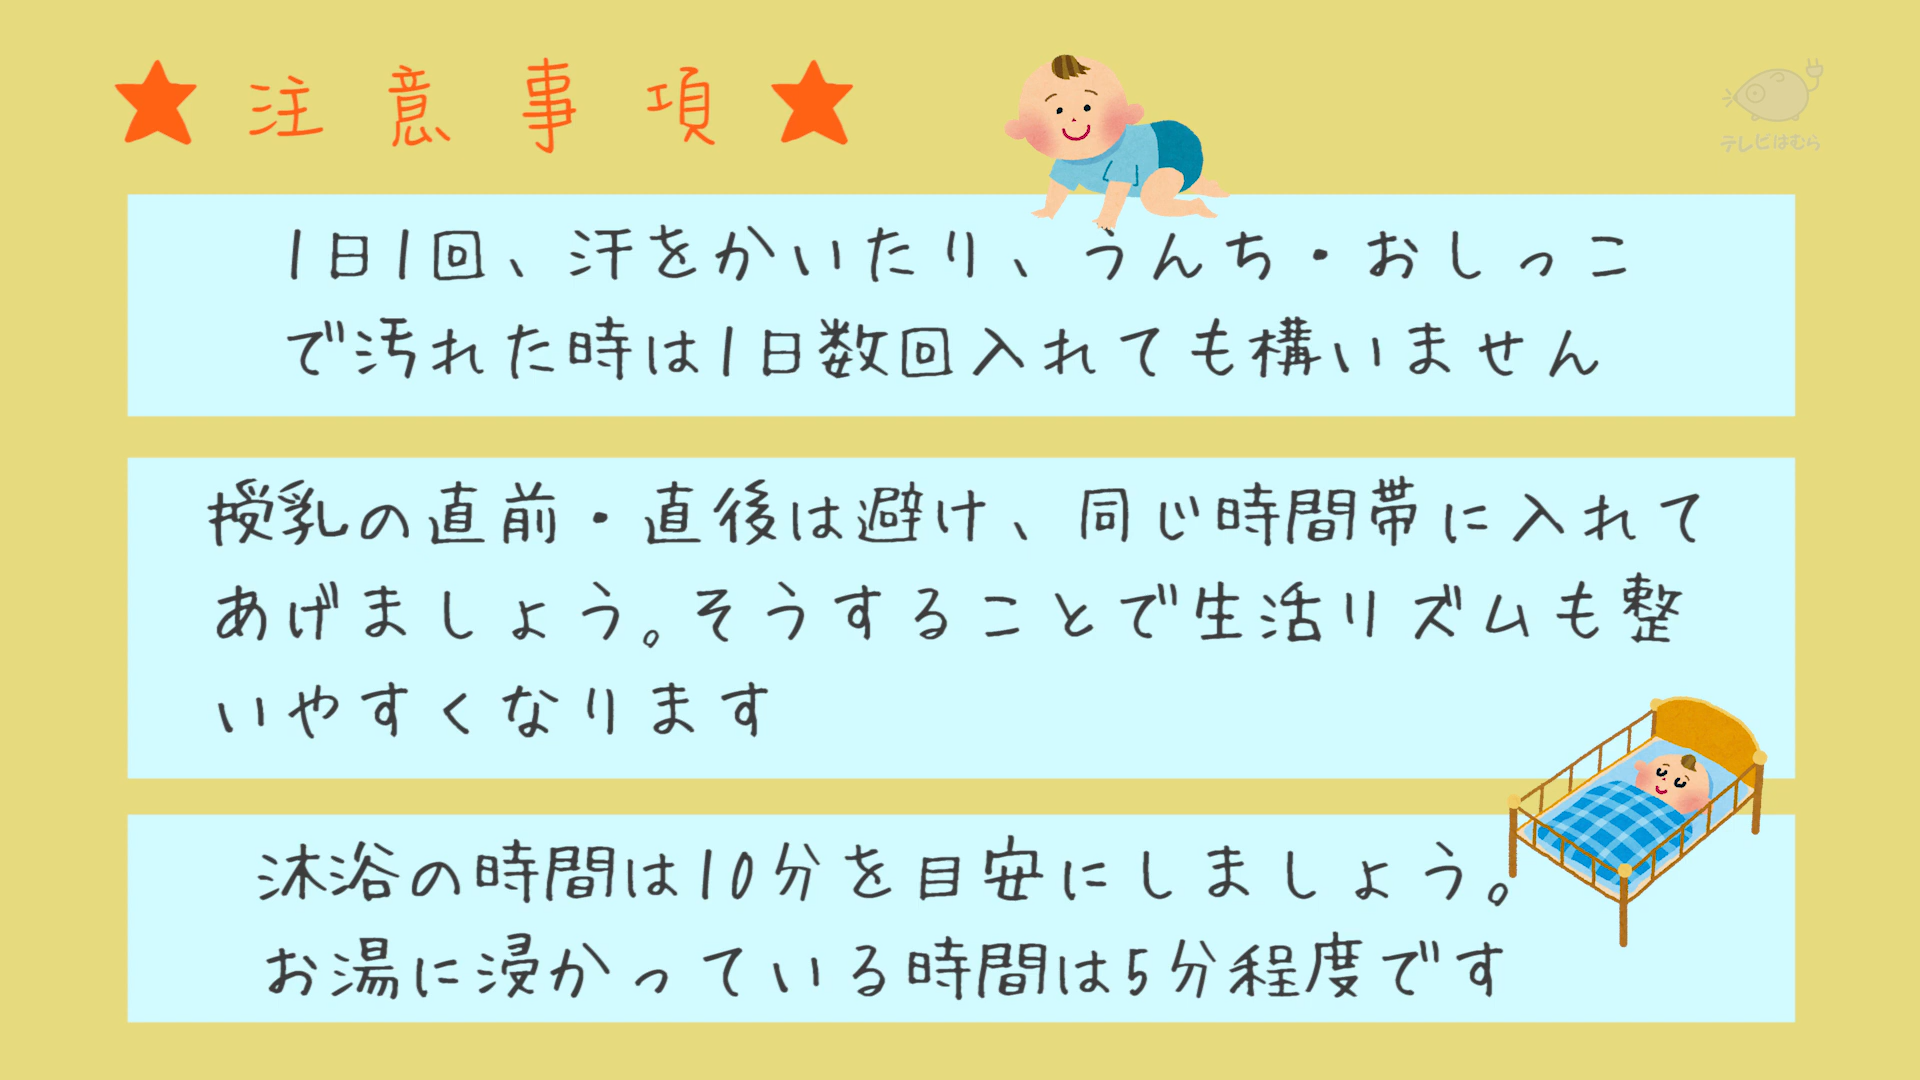 ★注意事項★
テレビはむら
1日1回、汗をかいたり、うんち・おしっこ
で汚れた時は1日数回入れても構いません
授乳の直前・直後は避け、同じ時間帯に入れて
あげましょう。そうすることで生活リズムも整
いやすくなります
沐浴の時間は10分を目安にしましょう。
お湯に浸かっている時間は5分程度です